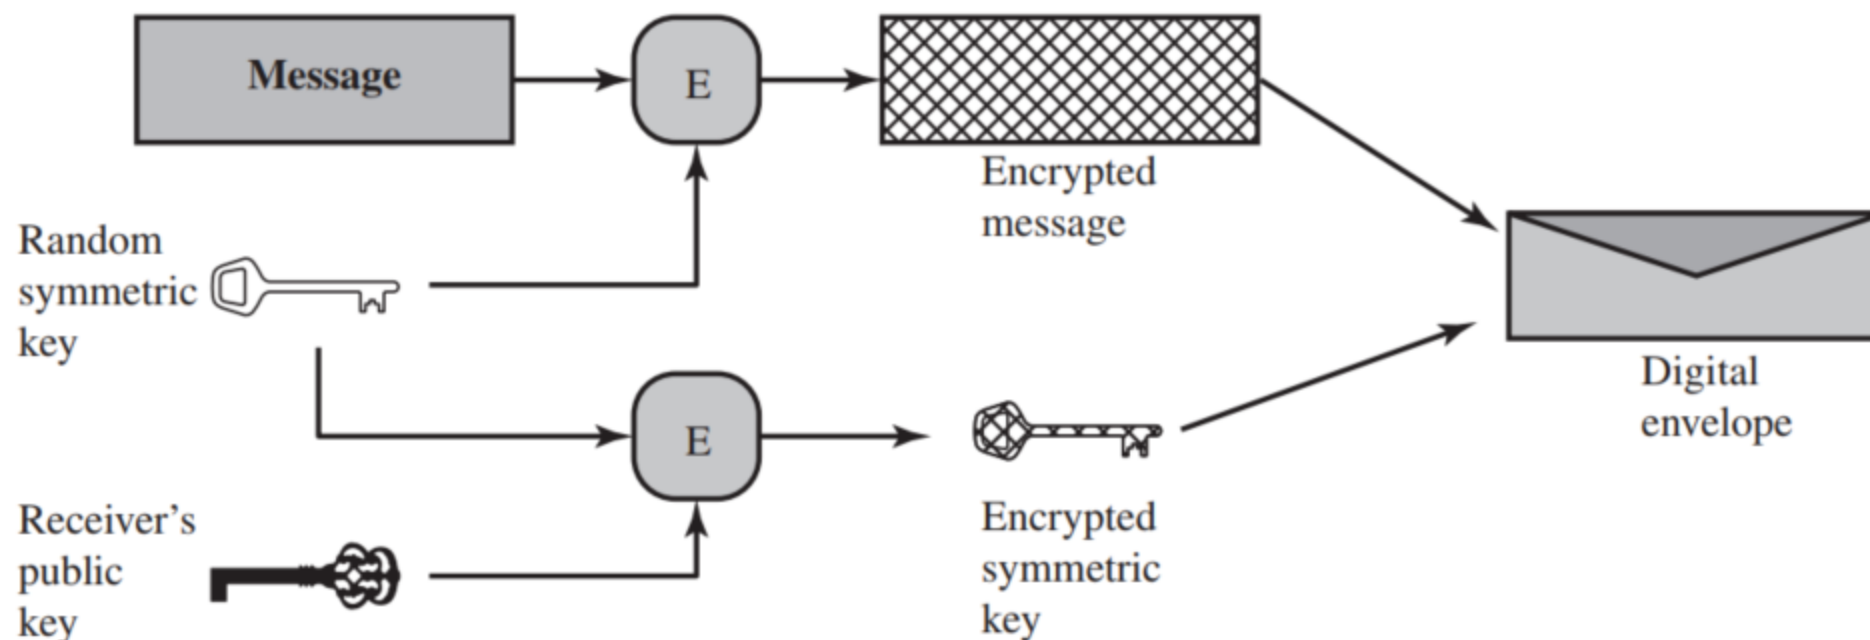 Message
E
Encrypted
message
Random
symmetric
key
Digital
envelope
E
Receiver’s
public
key
Encrypted
symmetric
key